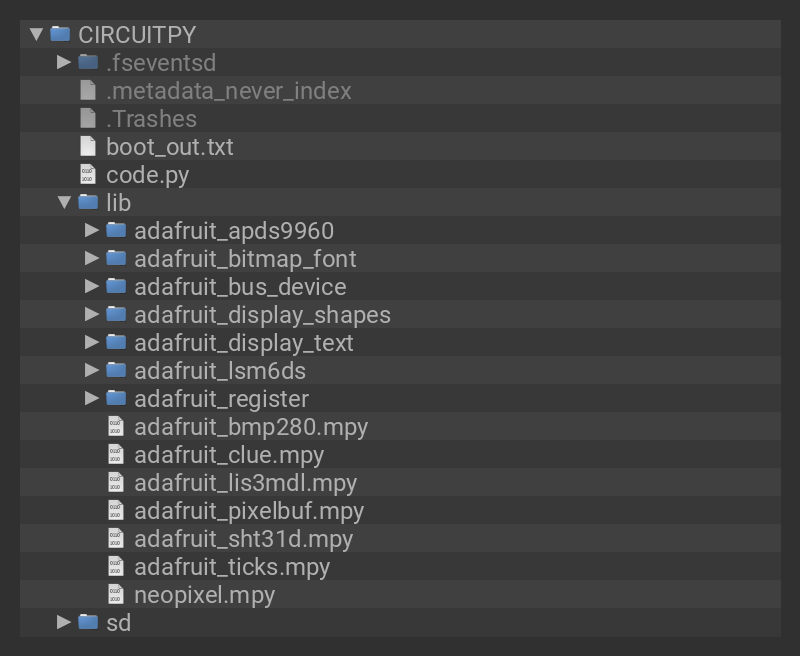 CIRCUITPY
.fseventsd
.metadata_never_index
.Trashes
boot_out.txt
code.py
lib
adafruit_apds9960
adafruit_bitmap_font
adafruit_bus_device
adafruit_display_shapes
adafruit_display_text
adafruit_lsm6ds
adafruit_register
adafruit_bmp280.mpy
adafruit_clue.mpy
adafruit_lis3mdl.mpy
adafruit_pixelbuf.mpy
adafruit_sht31d.mpy
adafruit_ticks.mpy
neopixel.mpy
sd